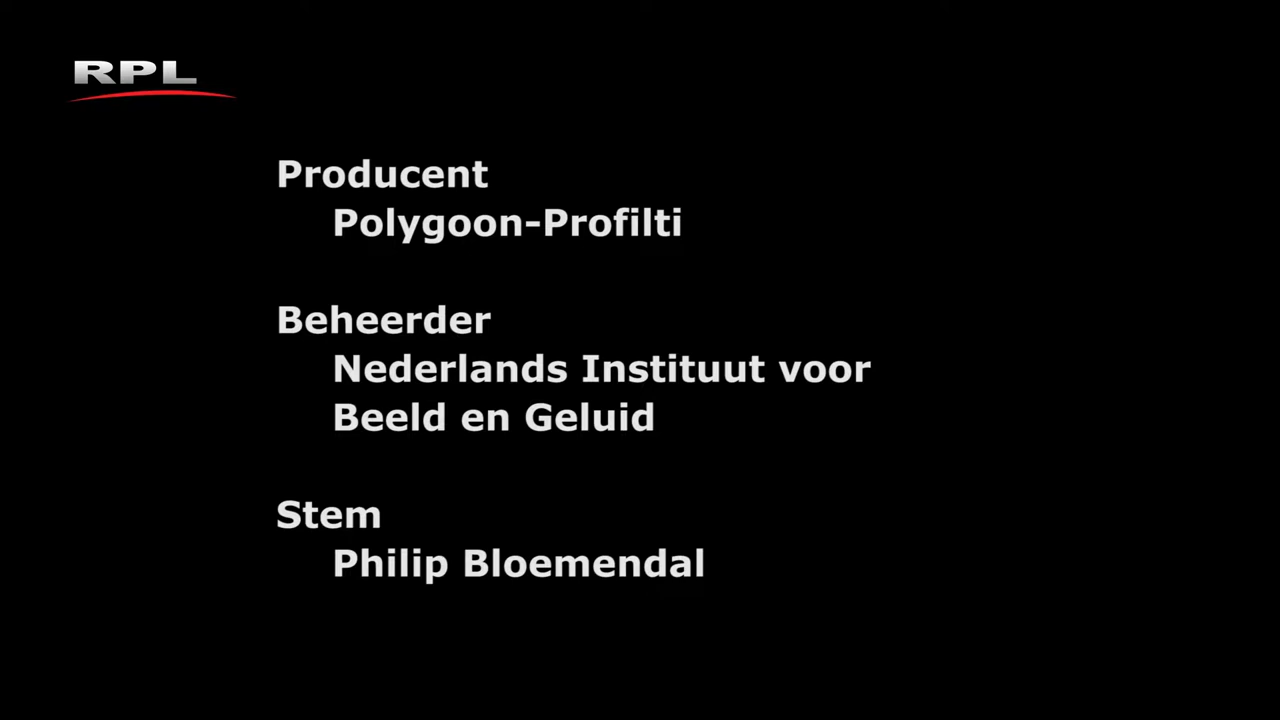 RPL
Producent
Polygoon-Profilti
Beheerder
Nederlands Instituut voor
Beeld en Geluid
Stem
Philip Bloemendal